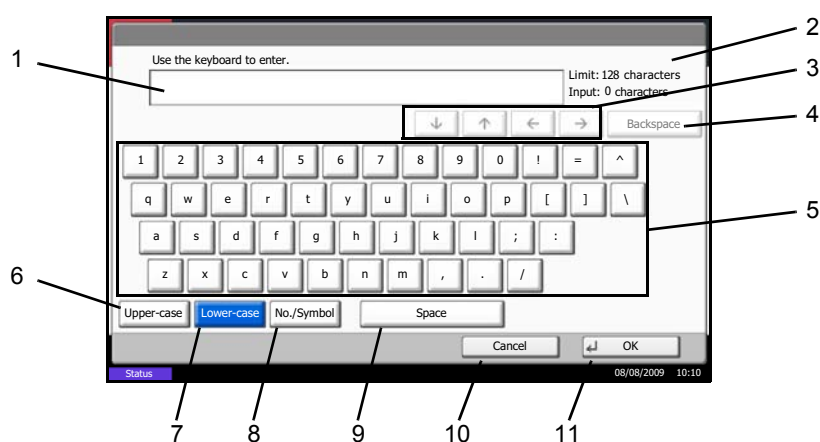 2
Use the keyboard to enter.
1
Limit: 128 characters
3
Input: 0 characters
↓ ↑ ← → Backspace 4
1 2 3 4 5 6 7 8 9 0 ! = ^
q w e r t y u i o p [ ] \
5
a s d f g h j k l ; :
z x c v b n m , . /
6
Upper-case Lower-case No./Symbol Space
Cancel OK
Status 08/08/2009 10:10
7 8 9 10 11